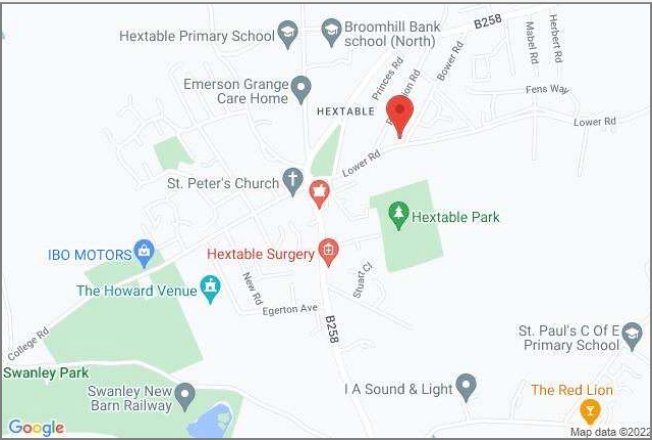 Hextable Primary School
Broomhill Bank
school (North)
B258
Herbert Rd
Mabel Rd
Princes Rd
Bower Rd
Emerson Grange
Care Home
Fens Way
HEXTABLE
Lower Rd
Lower Rd
St. Peter's Church
Hextable Park
IBO MOTORS
Hextable Surgery
The Howard Venue
New Rd
Stuart Cl
Egerton Ave
B258
College Rd
St. Paul's C Of E
Primary School
Swanley Park
Swanley New
Barn Railway
I A Sound & Light
The Red Lion
Google
Map data ©2022